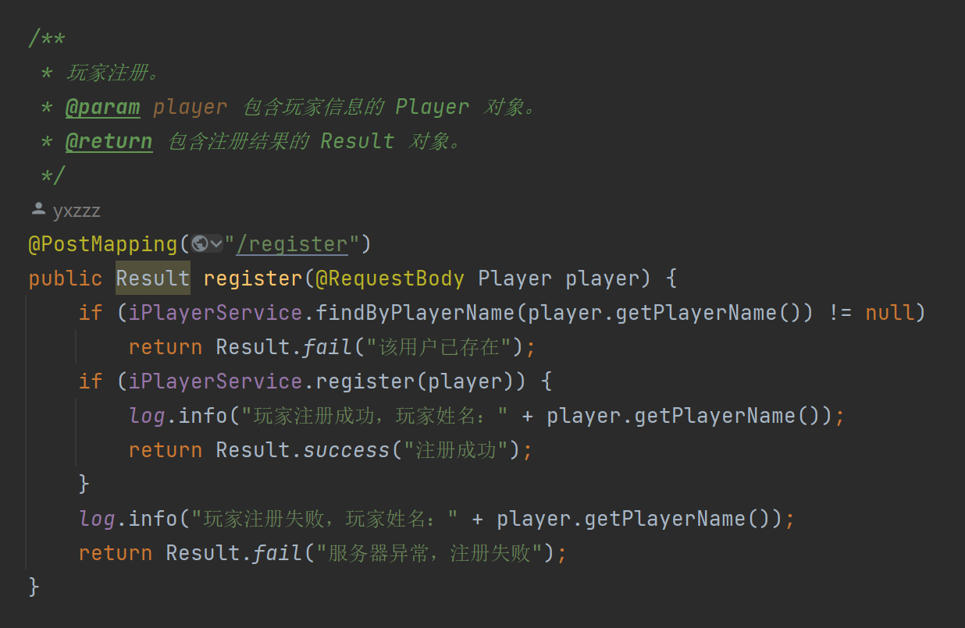 /**
 * 玩家注册。
 * @param player 包含玩家信息的 Player 对象。
 * @return 包含注册结果的 Result 对象。
 */
yxzzz
@PostMapping("/register")
public Result register(@RequestBody Player player) {
    if (iPlayerService.findByPlayerName(player.getPlayerName()) != null)
        return Result.fail("该用户已存在");
    if (iPlayerService.register(player)) {
        log.info("玩家注册成功，玩家姓名：" + player.getPlayerName());
        return Result.success("注册成功");
    }
    log.info("玩家注册失败，玩家姓名：" + player.getPlayerName());
    return Result.fail("服务器异常，注册失败");
}